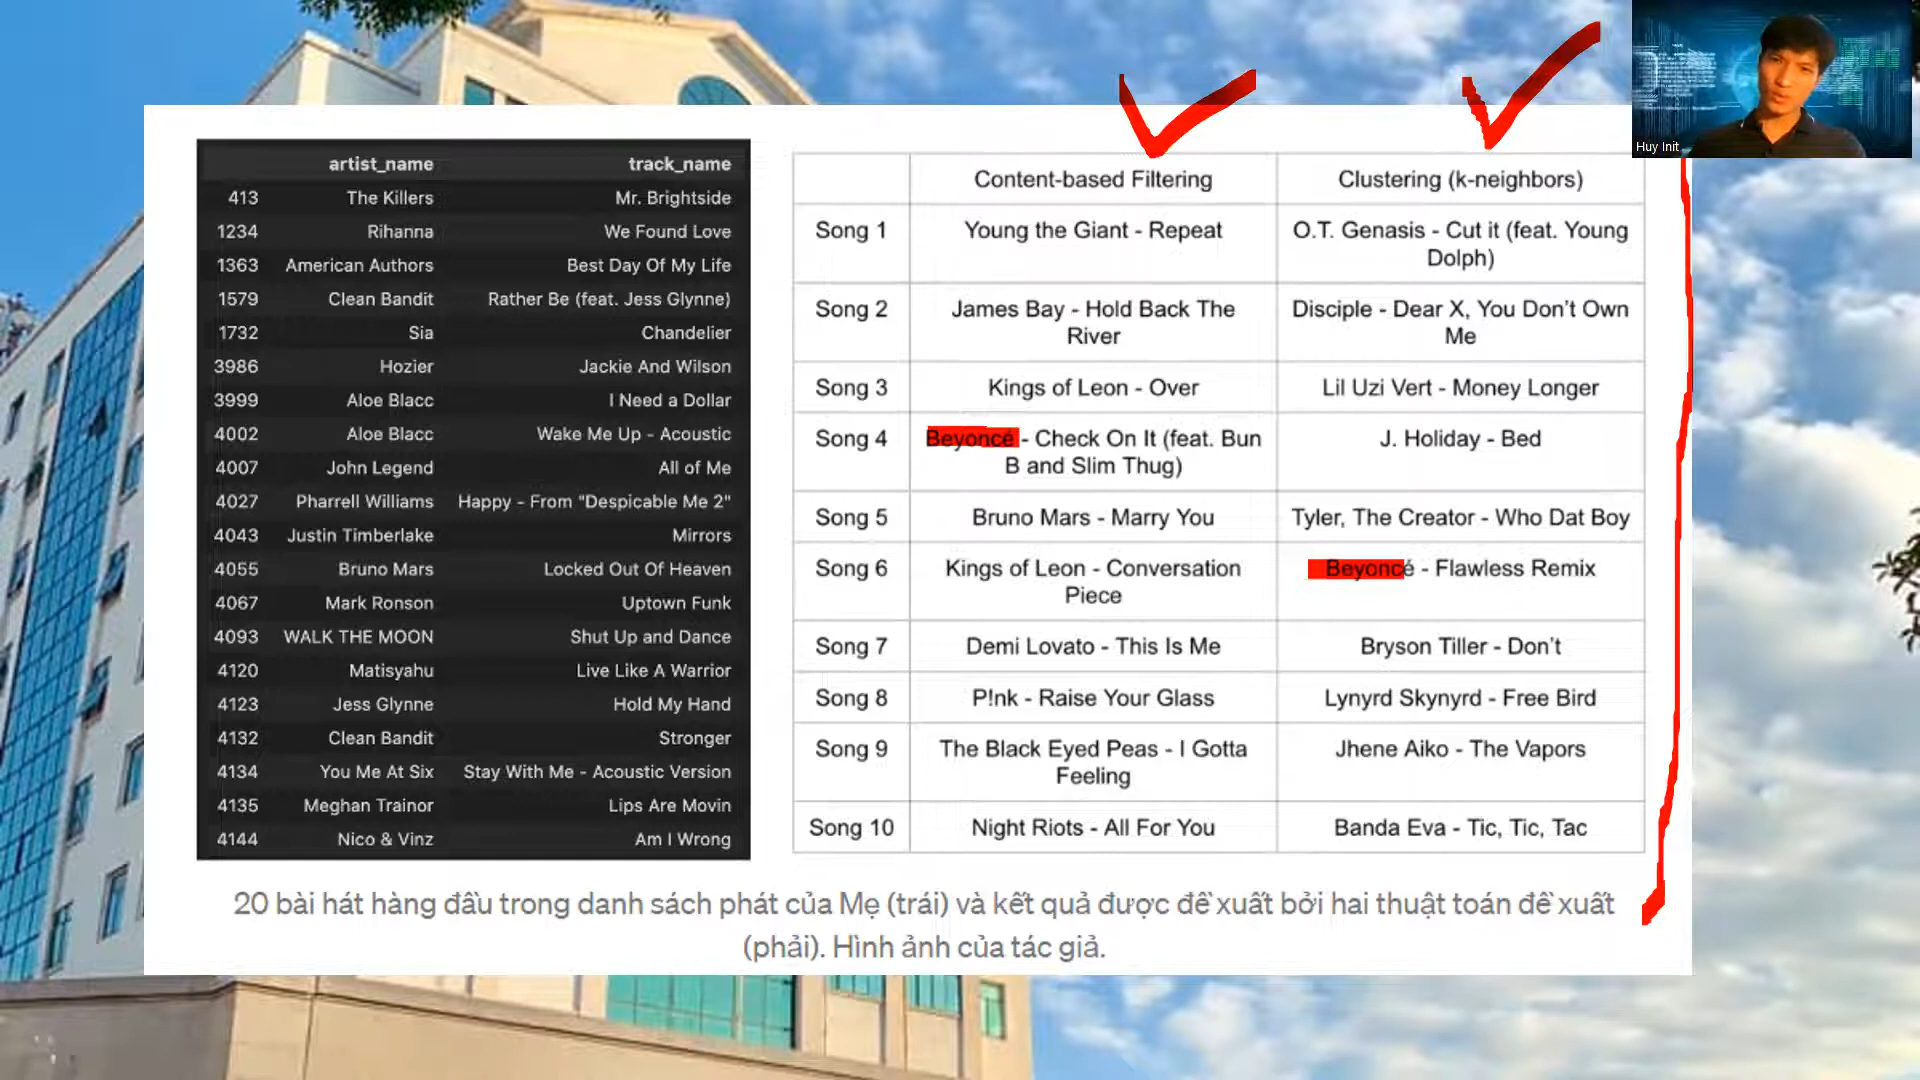 Huy Init
artist_name track_name
413 The Killers Mr. Brightside
1234 Rihanna We Found Love
1363 American Authors Best Day Of My Life
1579 Clean Bandit Rather Be (feat. Jess Glynne)
1732 Sia Chandelier
3986 Hozier Jackie And Wilson
3999 Aloe Blacc I Need a Dollar
4002 Aloe Blacc Wake Me Up - Acoustic
4007 John Legend All of Me
4027 Pharrell Williams Happy - From "Despicable Me 2"
4043 Justin Timberlake Mirrors
4055 Bruno Mars Locked Out Of Heaven
4067 Mark Ronson Uptown Funk
4093 WALK THE MOON Shut Up and Dance
4120 Matisyahu Live Like A Warrior
4123 Jess Glynne Hold My Hand
4132 Clean Bandit Stronger
4134 You Me At Six Stay With Me - Acoustic Version
4135 Meghan Trainor Lips Are Movin
4144 Nico & Vinz Am I Wrong
Content-based Filtering Clustering (k-neighbors)
Song 1 Young the Giant - Repeat O.T. Genasis - Cut it (feat. Young
Dolph)
Song 2 James Bay - Hold Back The Disciple - Dear X, You Don't Own
River Me
Song 3 Kings of Leon - Over Lil Uzi Vert - Money Longer
Song 4 Beyoncé - Check On It (feat. Bun J. Holiday - Bed
B and Slim Thug)
Song 5 Bruno Mars - Marry You Tyler, The Creator - Who Dat Boy
Song 6 Kings of Leon - Conversation Beyoncé - Flawless Remix
Piece
Song 7 Demi Lovato - This Is Me Bryson Tiller - Don't
Song 8 P!nk - Raise Your Glass Lynyrd Skynyrd - Free Bird
Song 9 The Black Eyed Peas - I Gotta Jhene Aiko - The Vapors
Feeling
Song 10 Night Riots - All For You Banda Eva - Tic, Tic, Tac
20 bài hát hàng đầu trong danh sách phát của Mẹ (trái) và kết quả được đề xuất bởi hai thuật toán đề xuất
(phải). Hình ảnh của tác giả.